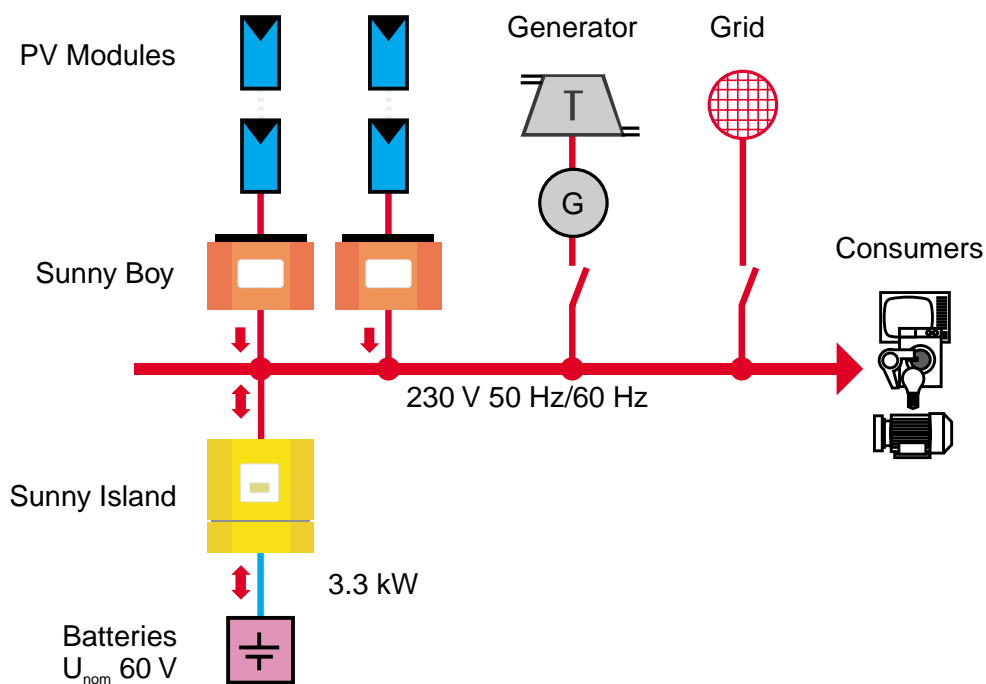 Generator
Grid
PV Modules
T
G
Consumers
Sunny Boy
230 V 50 Hz/60 Hz
Sunny Island
3.3 kW
Batteries
Unom 60 V